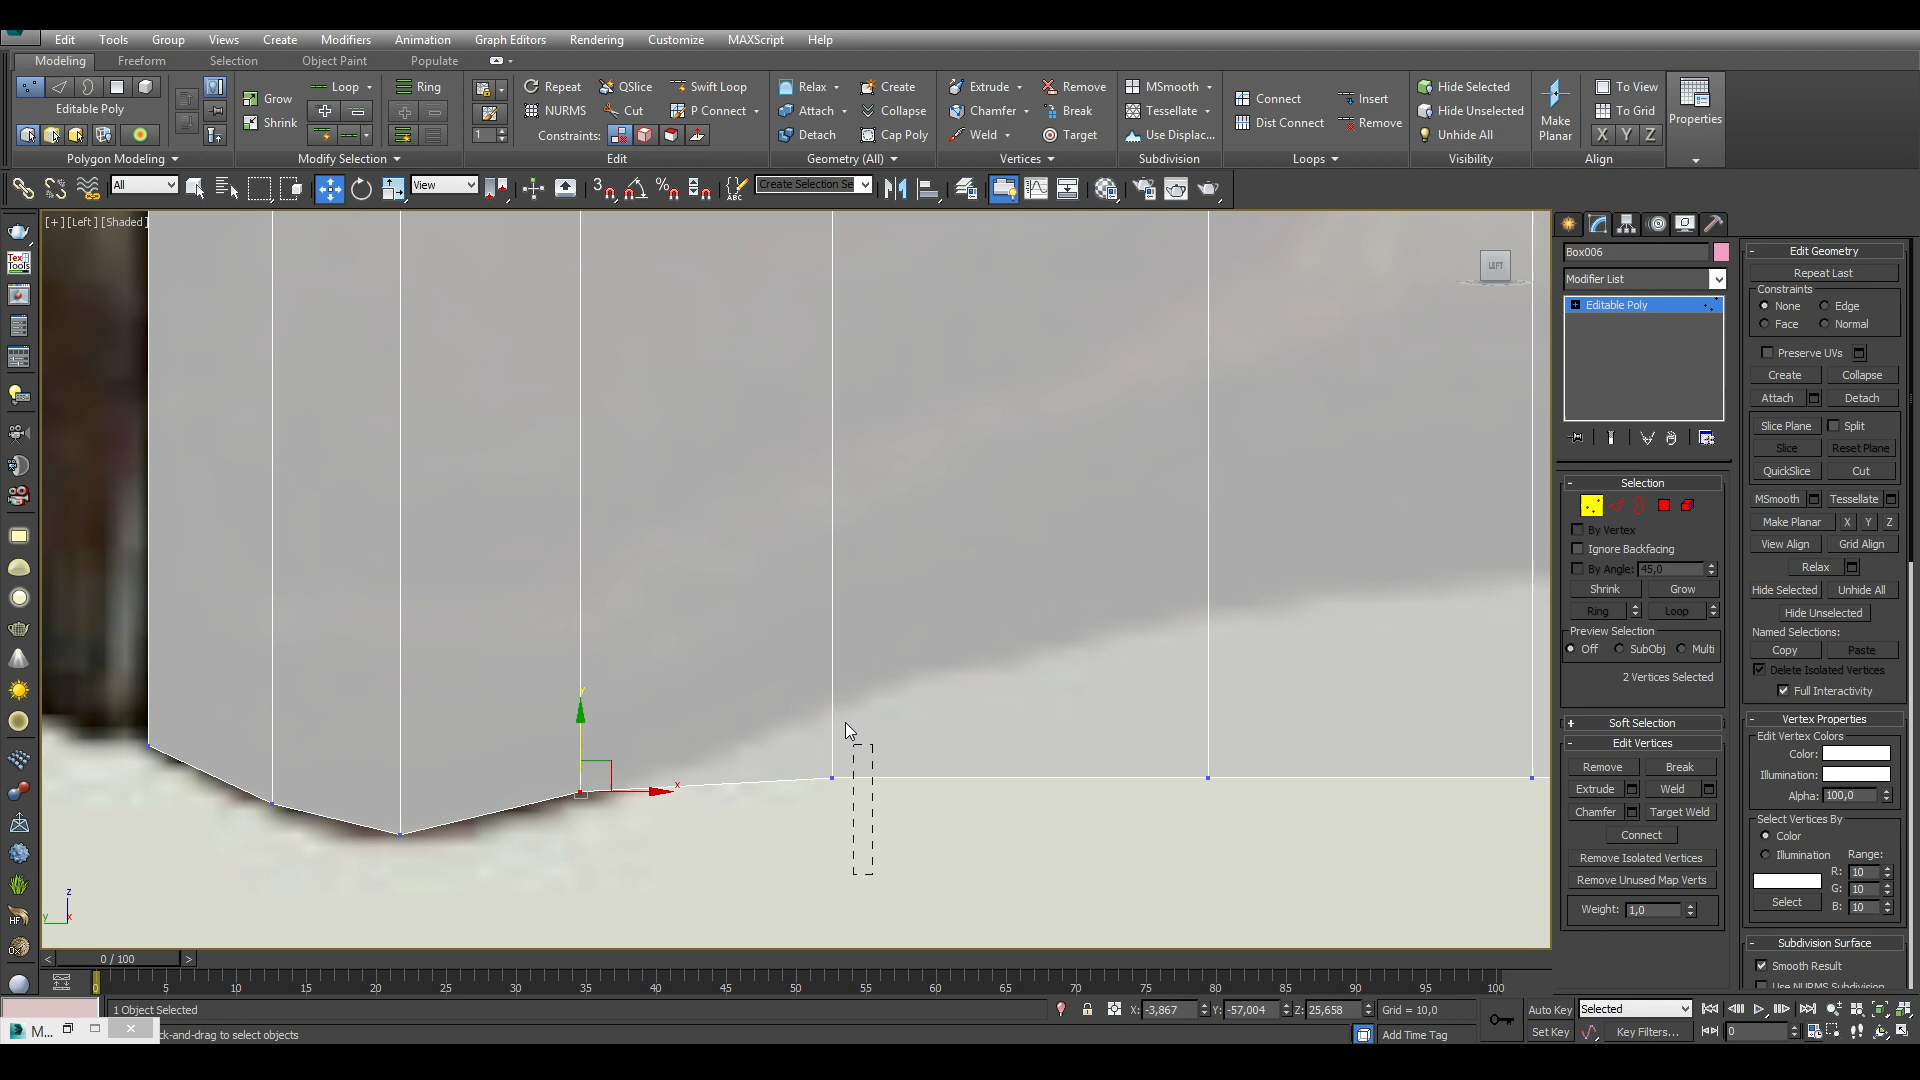 Edit Tools Group Views Create Modifiers Animation Graph Editors Rendering Customize MAXScript Help
Modeling Freeform Selection Object Paint Populate
Loop Ring Repeat QSlice Swift Loop Relax Create Extrude Remove MSmooth Hide Selected To View
Editable Poly Grow NURMS Cut P Connect Attach Collapse Chamfer Break Tessellate Connect Insert Hide Unselected Make Planar To Grid Properties
Shrink 1 Constraints: Detach Cap Poly Weld Target Use Displac... Dist Connect Remove Unhide All X Y Z
Polygon Modeling Modify Selection Edit Geometry (All) Vertices Subdivision Loops Visibility Align
All View 3 ABC Create Selection Se
[+] [Left] [Shaded]
Tex Tools
LEFT
y
x
z
y x
HF
OX
Box006
Modifier List
Editable Poly
- Selection
By Vertex
Ignore Backfacing
By Angle: 45,0
Shrink Grow
Ring Loop
Preview Selection
Off SubObj Multi
2 Vertices Selected
+ Soft Selection
- Edit Vertices
Remove Break
Extrude Weld
Chamfer Target Weld
Connect
Remove Isolated Vertices
Remove Unused Map Verts
Weight: 1,0
- Edit Geometry
Repeat Last
Constraints
None Edge
Face Normal
Preserve UVs
Create Collapse
Attach Detach
Slice Plane Split
Slice Reset Plane
QuickSlice Cut
MSmooth Tessellate
Make Planar X Y Z
View Align Grid Align
Relax
Hide Selected Unhide All
Hide Unselected
Named Selections:
Copy Paste
Delete Isolated Vertices
Full Interactivity
- Vertex Properties
Edit Vertex Colors
Color:
Illumination:
Alpha: 100,0
Select Vertices By
Color
Illumination Range:
R: 10
G: 10
Select B: 10
- Subdivision Surface
Smooth Result
Use NURMS Subdivision
< 0 / 100 >
0 5 10 15 20 25 30 35 40 45 50 55 60 65 70 75 80 85 90 95 100
1 Object Selected X: -3,867 Y: -57,004 Z: 25,658 Grid = 10,0 Auto Key Selected
M... ck-and-drag to select objects Add Time Tag Set Key Key Filters... 0